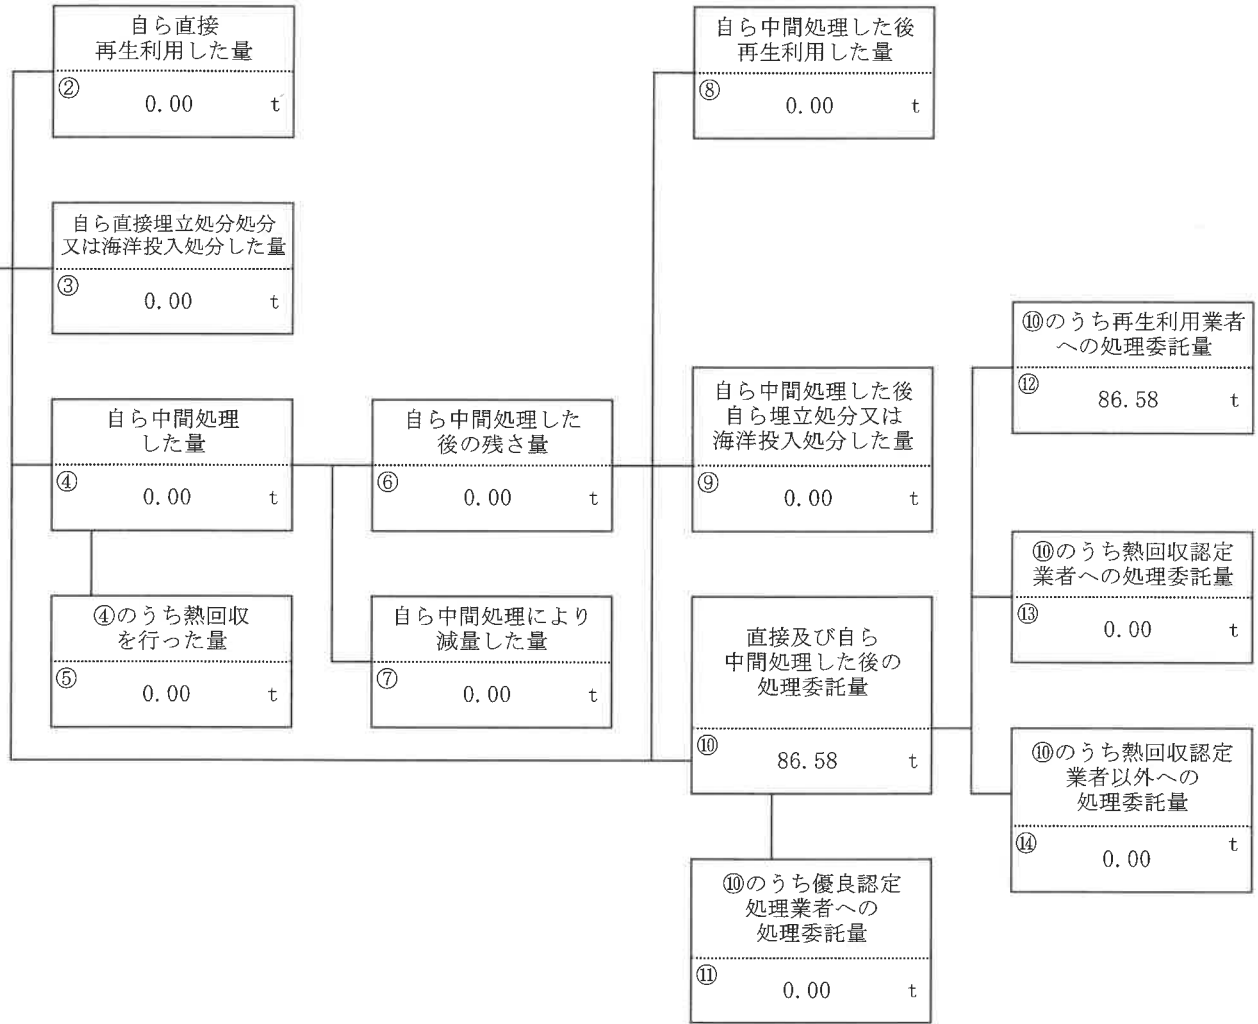 自ら直接
再生利用した量
②
0.00 t
自ら中間処理した後
再生利用した量
⑧
0.00 t
自ら直接埋立処分処分
又は海洋投入処分した量
③
0.00 t
⑩のうち再生利用業者
への処理委託量
⑫
86.58 t
自ら中間処理
した量
④
0.00 t
自ら中間処理した
後の残さ量
⑥
0.00 t
自ら中間処理した後
自ら埋立処分又は
海洋投入処分した量
⑨
0.00 t
⑩のうち熱回収認定
業者への処理委託量
⑬
0.00 t
④のうち熱回収
を行った量
⑤
0.00 t
自ら中間処理により
減量した量
⑦
0.00 t
直接及び自ら
中間処理した後の
処理委託量
⑩
86.58 t
⑩のうち熱回収認定
業者以外への
処理委託量
⑭
0.00 t
⑩のうち優良認定
処理業者への
処理委託量
⑪
0.00 t